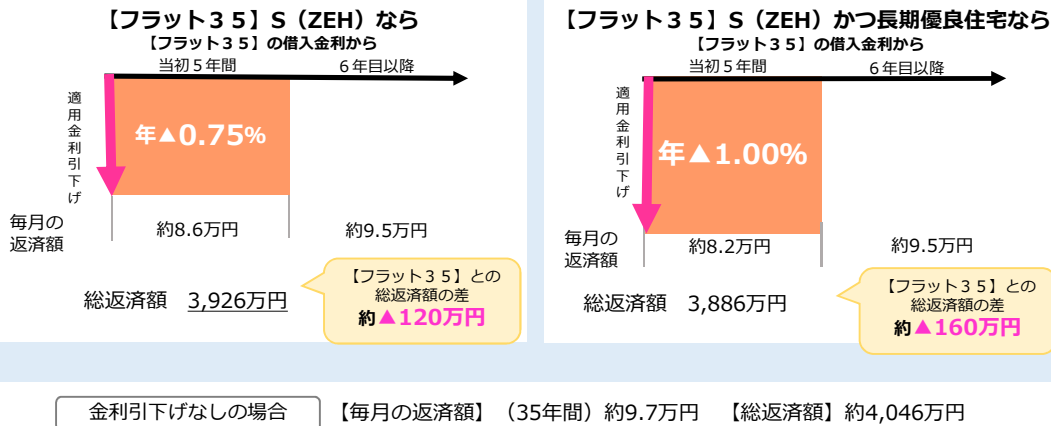 【フラット３５】S（ZEH）なら
【フラット３５】の借入金利から
当初５年間
６年目以降
適用金利引下げ
年▲0.75%
毎月の
返済額
約8.6万円
約9.5万円
総返済額 3,926万円
【フラット３５】との
総返済額の差
約▲120万円
【フラット３５】S（ZEH）かつ長期優良住宅なら
【フラット３５】の借入金利から
当初５年間
６年目以降
適用金利引下げ
年▲1.00%
毎月の
返済額
約8.2万円
約9.5万円
総返済額 3,886万円
【フラット３５】との
総返済額の差
約▲160万円
金利引下げなしの場合
【毎月の返済額】（35年間）約9.7万円 【総返済額】約4,046万円